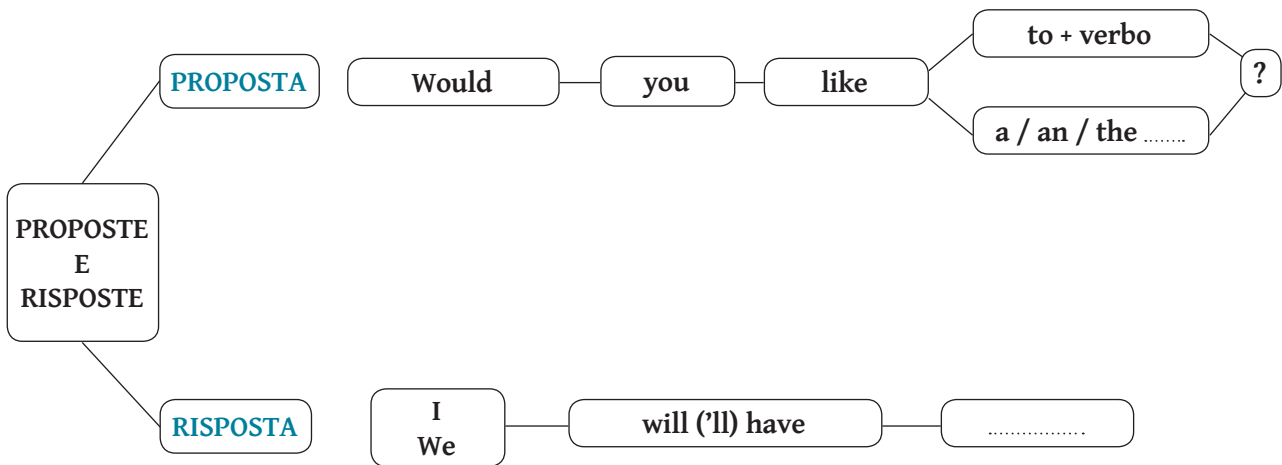 to + verbo
PROPOSTA Would you like ?
a / an / the ........
PROPOSTE
E
RISPOSTE
I
RISPOSTA will (’ll) have ................
We